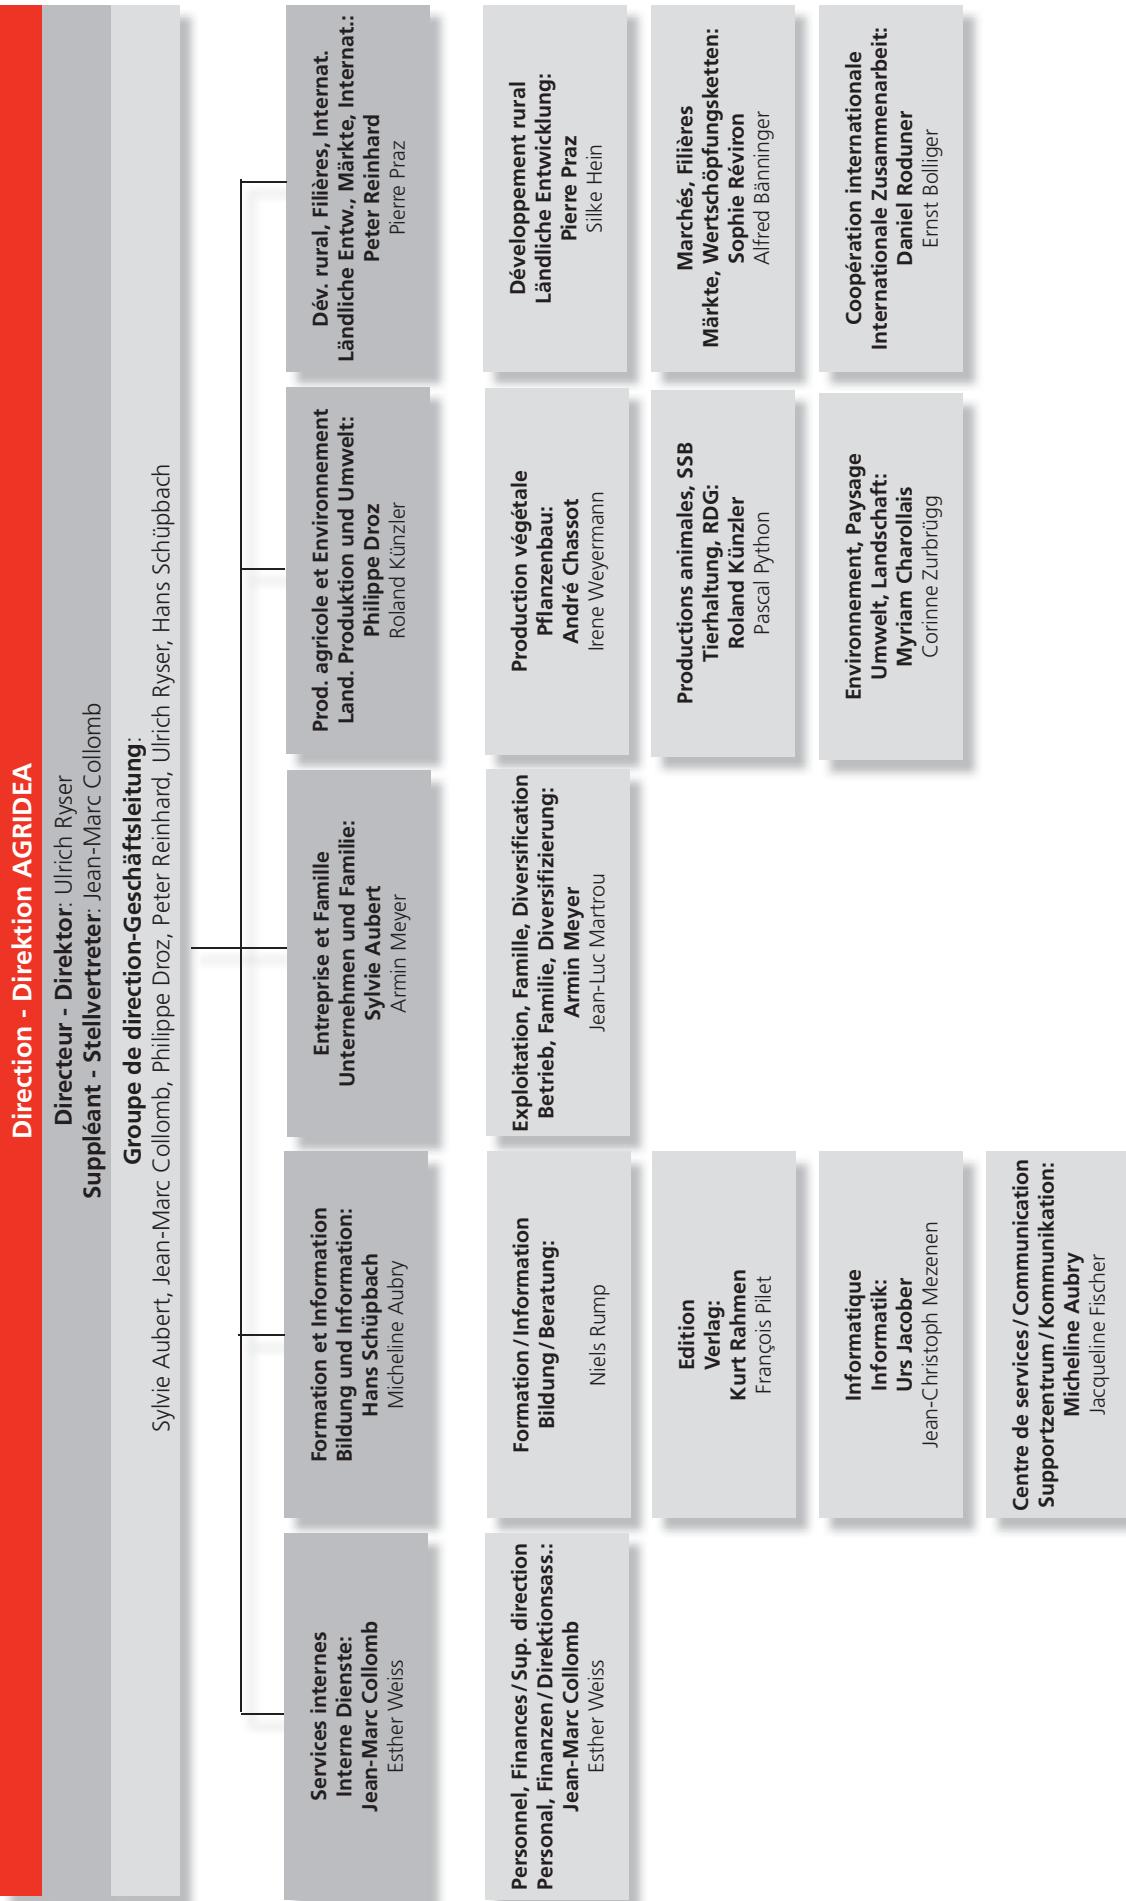 Direction - Direktion AGRIDEA
Directeur - Direktor: Ulrich Ryser
Suppléant - Stellvertreter: Jean-Marc Collomb
Groupe de direction-Geschäftsleitung:
Sylvie Aubert, Jean-Marc Collomb, Philippe Droz, Peter Reinhard, Ulrich Ryser, Hans Schüpbach
Services internes
Interne Dienste:
Jean-Marc Collomb
Esther Weiss
Formation et Information
Bildung und Information:
Hans Schüpbach
Micheline Aubry
Entreprise et Famille
Unternehmen und Familie:
Sylvie Aubert
Armin Meyer
Prod. agricole et Environnement
Land. Produktion und Umwelt:
Philippe Droz
Roland Künzler
Dév. rural, Filières, Internat.
Ländliche Entw., Märkte, Internat.:
Peter Reinhard
Pierre Praz
Personnel, Finances / Sup. direction
Personal, Finanzen / Direktionsass.:
Jean-Marc Collomb
Esther Weiss
Formation / Information
Bildung / Beratung:
Niels Rump
Exploitation, Famille, Diversification
Betrieb, Familie, Diversifizierung:
Armin Meyer
Jean-Luc Martrou
Production végétale
Pflanzenbau:
André Chassot
Irene Weyermann
Développement rural
Ländliche Entwicklung:
Pierre Praz
Silke Hein
Edition
Verlag:
Kurt Rahmen
François Pilet
Productions animales, SSB
Tierhaltung, RDG:
Roland Künzler
Pascal Python
Marchés, Filières
Märkte, Wertschöpfungsketten:
Sophie Réviron
Alfred Bänninger
Informatique
Informatik:
Urs Jacober
Jean-Christoph Mezenen
Environnement, Paysage
Umwelt, Landschaft:
Myriam Charollais
Corinne Zurbrügg
Coopération internationale
Internationale Zusammenarbeit:
Daniel Roduner
Ernst Bolliger
Centre de services / Communication
Supportzentrum / Kommunikation:
Micheline Aubry
Jacqueline Fischer